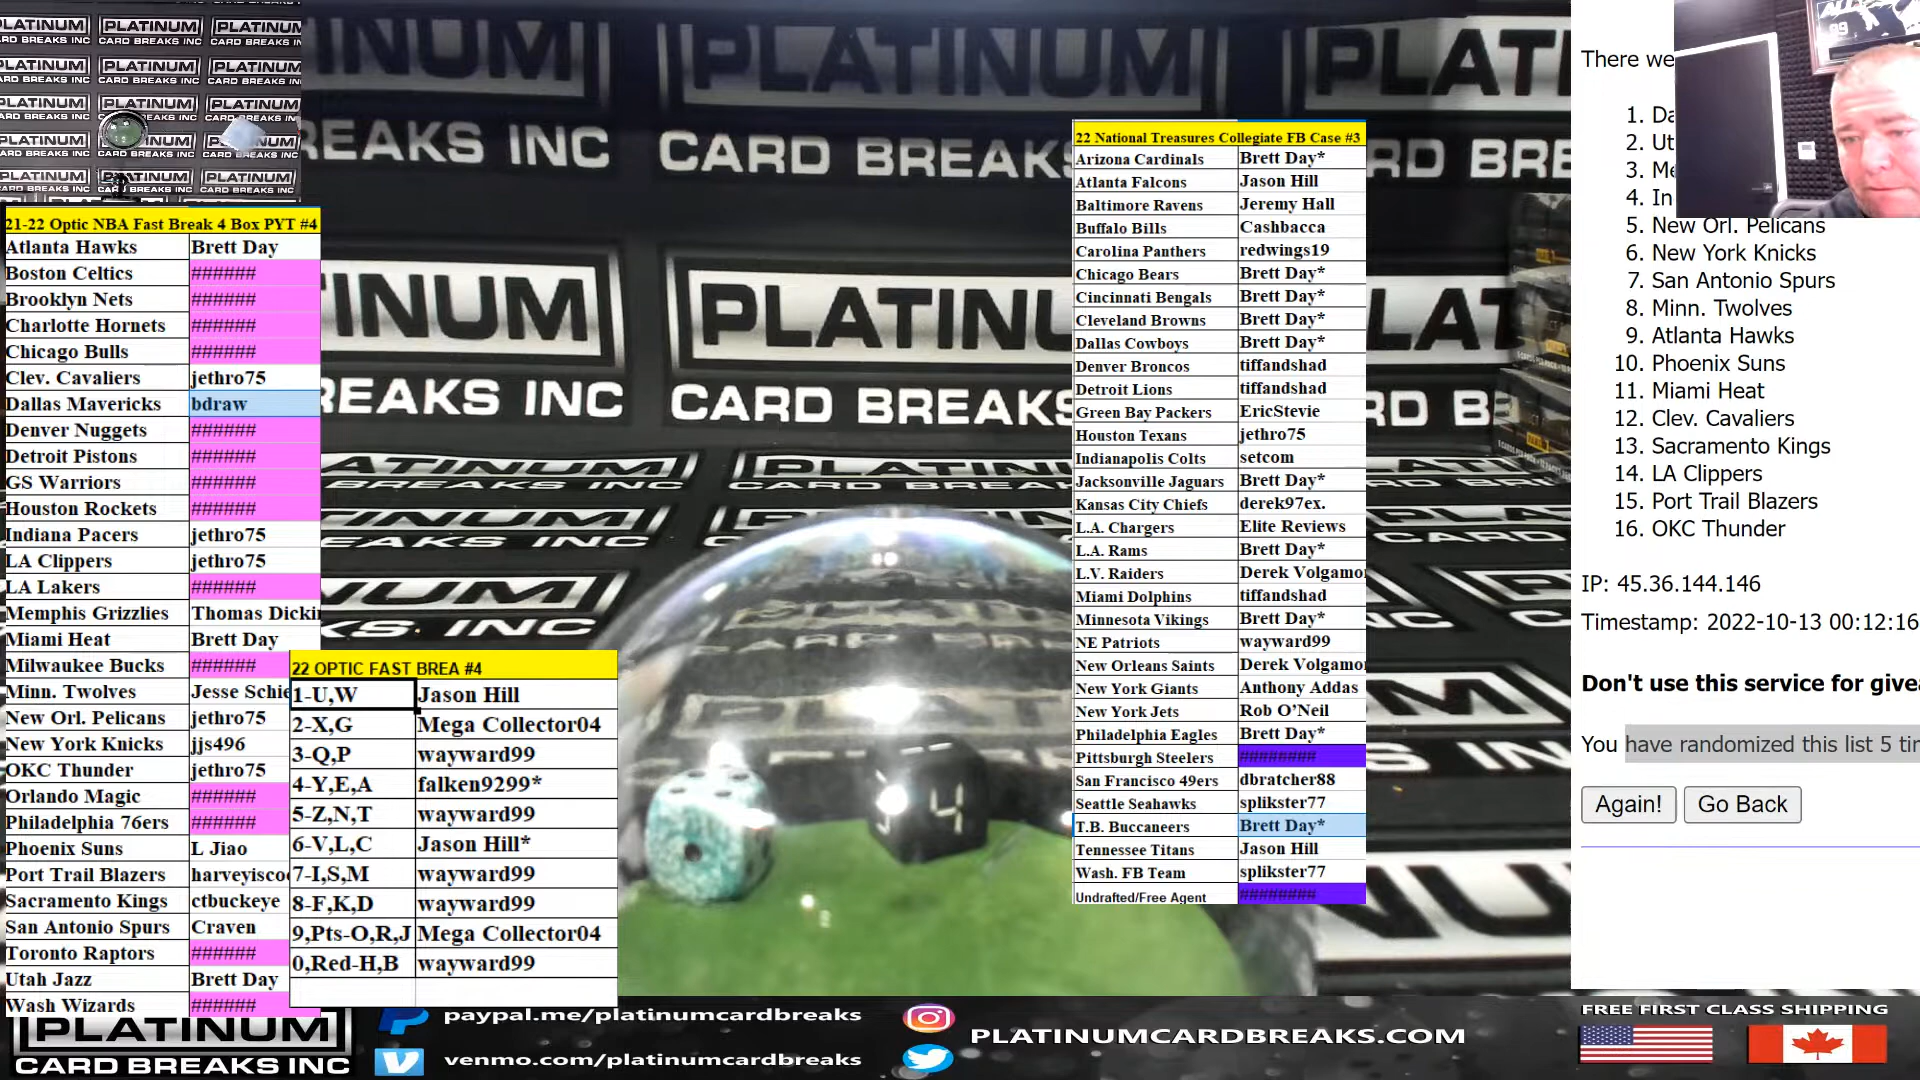 21-22 Optic NBA Fast Break 4 Box PYT #4
Atlanta Hawks Brett Day
Boston Celtics ######
Brooklyn Nets ######
Charlotte Hornets ######
Chicago Bulls ######
Clev. Cavaliers jethro75
Dallas Mavericks bdraw
Denver Nuggets ######
Detroit Pistons ######
GS Warriors ######
Houston Rockets ######
Indiana Pacers jethro75
LA Clippers jethro75
LA Lakers ######
Memphis Grizzlies Thomas Dickin
Miami Heat Brett Day
Milwaukee Bucks ######
Minn. Twolves Jesse Schie
New Orl. Pelicans jethro75
New York Knicks jjs496
OKC Thunder jethro75
Orlando Magic ######
Philadelphia 76ers ######
Phoenix Suns L Jiao
Port Trail Blazers harveyisco
Sacramento Kings ctbuckeye
San Antonio Spurs Craven
Toronto Raptors ######
Utah Jazz Brett Day
Wash Wizards ######
22 OPTIC FAST BREA #4
1-U,W Jason Hill
2-X,G Mega Collector04
3-Q,P wayward99
4-Y,E,A falken9299*
5-Z,N,T wayward99
6-V,L,C Jason Hill*
7-I,S,M wayward99
8-F,K,D wayward99
9,Pts-O,R,J Mega Collector04
0,Red-H,B wayward99
PLATINUM
CARD BREAKS INC
4
22 National Treasures Collegiate FB Case #3
Arizona Cardinals Brett Day*
Atlanta Falcons Jason Hill
Baltimore Ravens Jeremy Hall
Buffalo Bills Cashbacca
Carolina Panthers redwings19
Chicago Bears Brett Day*
Cincinnati Bengals Brett Day*
Cleveland Browns Brett Day*
Dallas Cowboys Brett Day*
Denver Broncos tiffandshad
Detroit Lions tiffandshad
Green Bay Packers EricStevie
Houston Texans jethro75
Indianapolis Colts setcom
Jacksonville Jaguars Brett Day*
Kansas City Chiefs derek97ex.
L.A. Chargers Elite Reviews
L.A. Rams Brett Day*
L.V. Raiders Derek Volgamo
Miami Dolphins tiffandshad
Minnesota Vikings Brett Day*
NE Patriots wayward99
New Orleans Saints Derek Volgamo
New York Giants Anthony Addas
New York Jets Rob O'Neil
Philadelphia Eagles Brett Day*
Pittsburgh Steelers ########
San Francisco 49ers dbratcher88
Seattle Seahawks splikster77
T.B. Buccaneers Brett Day*
Tennessee Titans Jason Hill
Wash. FB Team splikster77
Undrafted/Free Agent ########
There we
1. Da
2. Ut
3. Me
4. In
5. New Orl. Pelicans
6. New York Knicks
7. San Antonio Spurs
8. Minn. Twolves
9. Atlanta Hawks
10. Phoenix Suns
11. Miami Heat
12. Clev. Cavaliers
13. Sacramento Kings
14. LA Clippers
15. Port Trail Blazers
16. OKC Thunder
IP: 45.36.144.146
Timestamp: 2022-10-13 00:12:16
Don't use this service for givea
You have randomized this list 5 tim
Again! Go Back
PLATINUM
CARD BREAKS INC
paypal.me/platinumcardbreaks
venmo.com/platinumcardbreaks
PLATINUMCARDBREAKS.COM
FREE FIRST CLASS SHIPPING